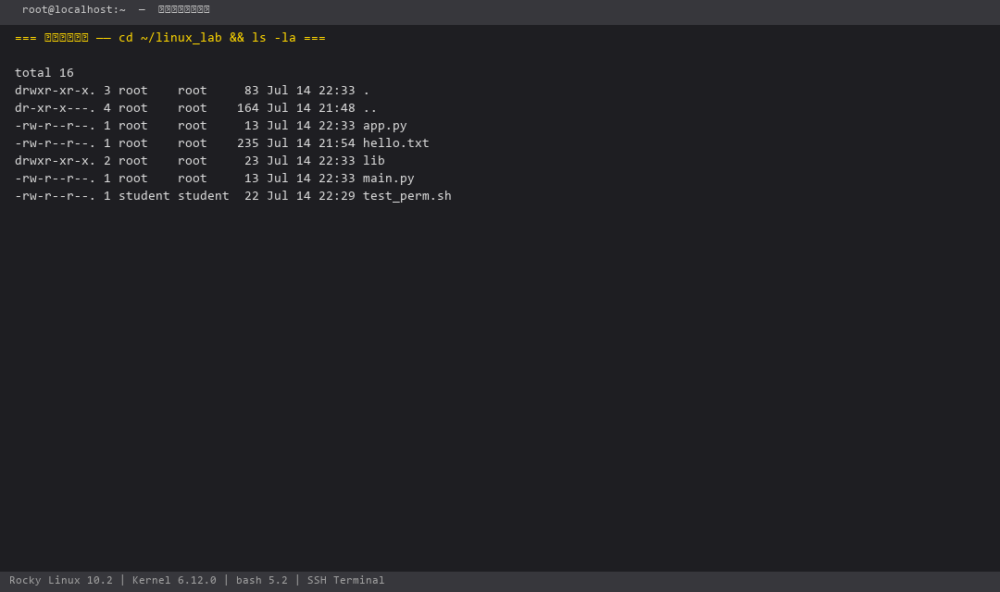 root@localhost:~ —
=== —— cd ~/linux_lab && ls -la ===
total 16
drwxr-xr-x. 3 root    root     83 Jul 14 22:33 .
dr-xr-x---. 4 root    root    164 Jul 14 21:48 ..
-rw-r--r--. 1 root    root     13 Jul 14 22:33 app.py
-rw-r--r--. 1 root    root    235 Jul 14 21:54 hello.txt
drwxr-xr-x. 2 root    root     23 Jul 14 22:33 lib
-rw-r--r--. 1 root    root     13 Jul 14 22:33 main.py
-rw-r--r--. 1 student student  22 Jul 14 22:29 test_perm.sh
Rocky Linux 10.2 | Kernel 6.12.0 | bash 5.2 | SSH Terminal